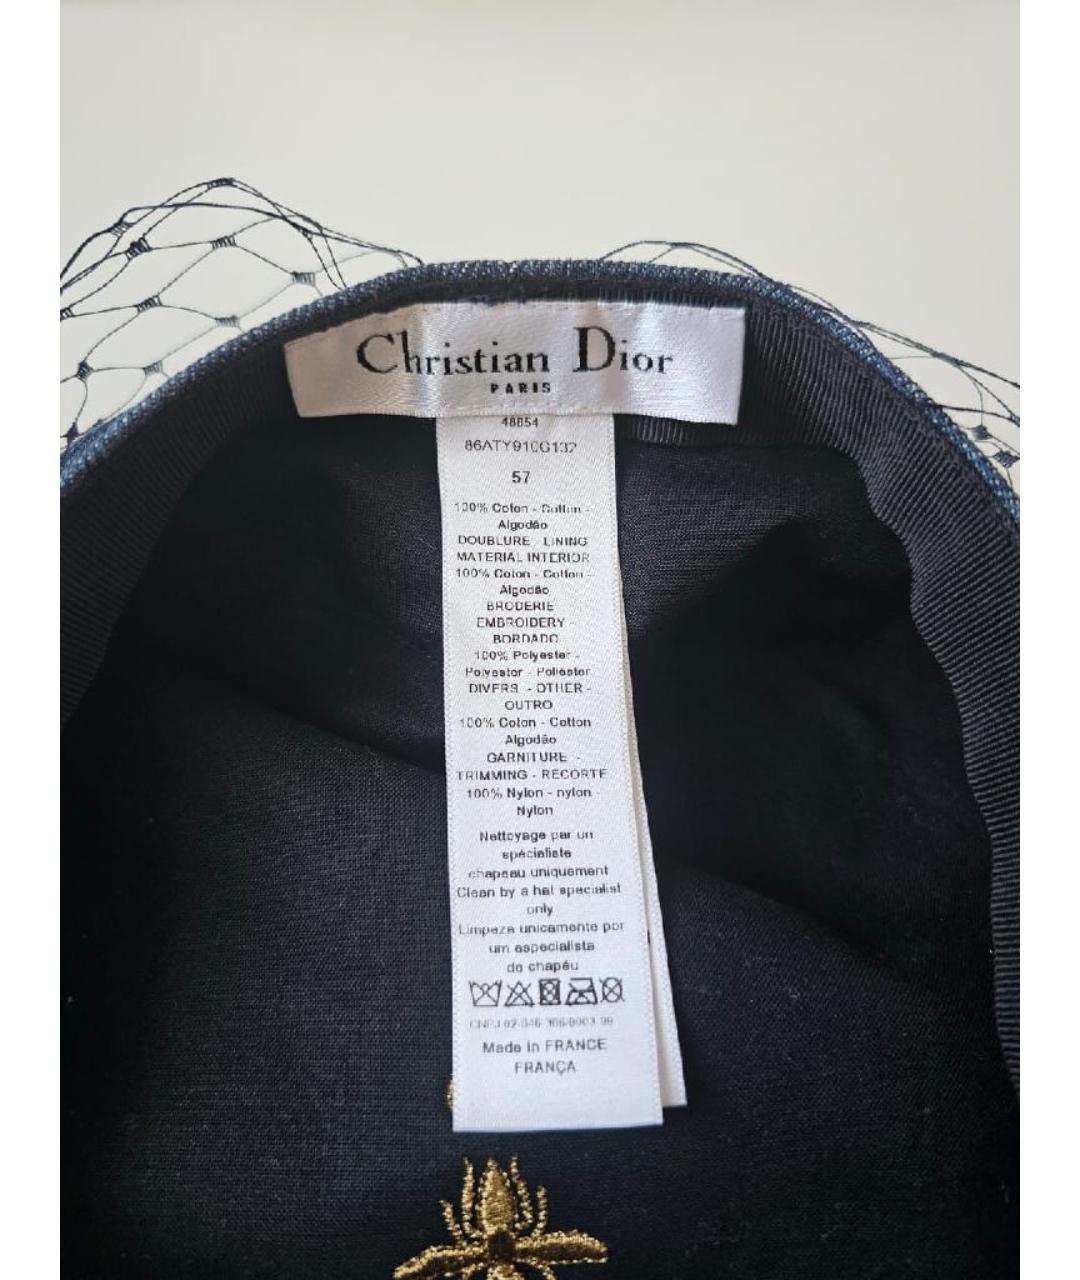 Christian Dior
PARIS
48854
86ATY910G132
57
100% Coton - Cotton -
Algodão
DOUBLURE LINING
MATERIAL INTERIOR
100% Coton - Cotton -
Algodão
BRODERIE
EMBROIDERY -
BORDADO
100% Polyester -
Polyester - Poliéster
DIVERS - OTHER -
OUTRO
100% Coton - Cotton
Algodão
GARNITURE -
TRIMMING - RECORTE
100% Nylon - nylon -
Nylon
Nettoyage par un
spécialiste
chapeau uniquement
Clean by a hat specialist
only
Limpeza unicamente por
um especialista
de chapéu
CNPJ
Made in FRANCE
FRANÇA